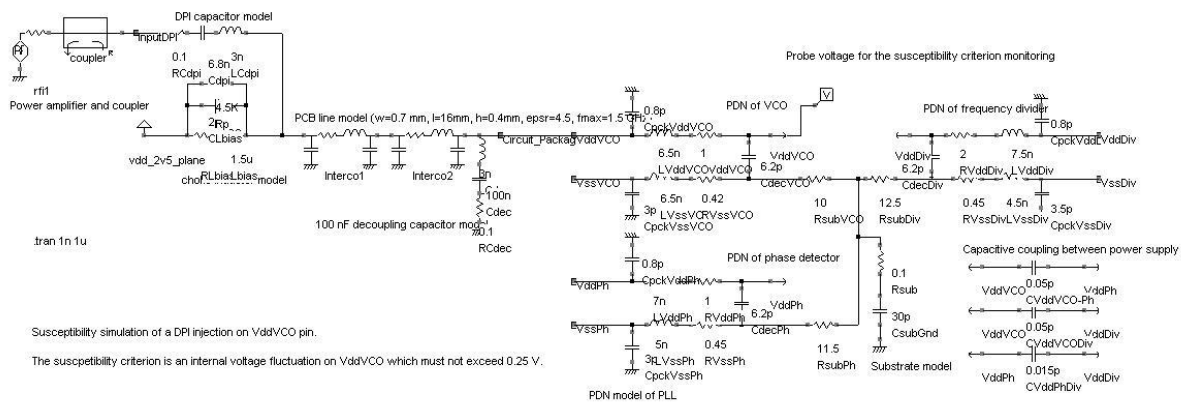 DPI capacitor model
inputDPI
coupler
0.1
RCdpi
3n
LCdpi
6.8n
Cdpi
rfi1
Power amplifier and coupler
4.5K
Rp
CLbias
vdd_2v5_plane
RLbias
1.5u
Lbias
PCB line model (w=0.7 mm, l=16mm, h=0.4mm, epsr=4.5, fmax=1.5 GHz
Interco1
Interco2
3n
100n
Cdec
0.1
RCdec
100 nF decoupling capacitor
.tran 1n 1u
Susceptibility simulation of a DPI injection on VddVCO pin.
The suscpetibility criterion is an internal voltage fluctuation on VddVCO which must not exceed 0.25 V.
Probe voltage for the susceptibility criterion monitoring
V
PDN of VCO
0.8p
CpckVddVCO
VddVCO
6.5n
LVddVCO
1
VddVCO
6.2p
CdecVCO
VssVCO
6.5n
LVssVCO
0.42
RVssVCO
3p
CpckVssVCO
10
RsubVCO
12.5
RsubDiv
PDN of frequency divider
0.8p
VddDiv
VddDiv
2
RVddDiv
7.5n
LVddDiv
6.2p
CdecDiv
VssDiv
0.45
RVssDiv
4.5n
LVssDiv
3.5p
CpckVssDiv
PDN of phase detector
0.8p
CpckVddPh
VddPh
7n
LVddPh
1
RVddPh
VddPh
6.2p
CdecPh
VssPh
5n
LVssPh
0.45
RVssPh
CpckVssPh
11.5
RsubPh
0.1
Rsub
30p
CsubGnd
Substrate model
PDN model of PLL
Capacitive coupling between power supply
VddVCO
0.05p
CVddVCO-Ph
VddPh
VddVCO
0.05p
CVddVCODiv
VddDiv
VddPh
0.015p
CVddPhDiv
VddDiv